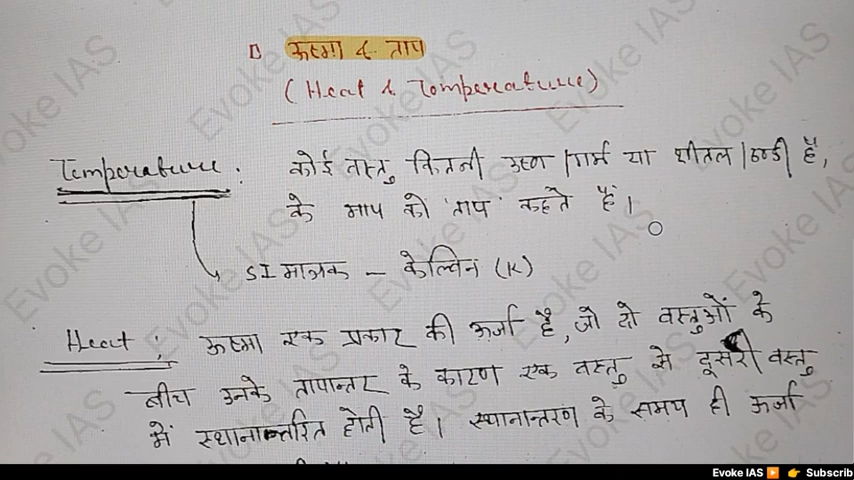 ऊष्मा व ताप
(Heat & Temperature)
Temperature : कोई वस्तु कितनी उष्ण/गर्म या शीतल/ठण्डी है,
के माप को 'ताप' कहते हैं।
SI मात्रक – केल्विन (K)
Heat : ऊष्मा एक प्रकार की ऊर्जा है, जो दो वस्तुओं के
बीच उनके तापान्तर के कारण एक वस्तु से दूसरी वस्तु
में स्थानान्तरित होती है। स्थानान्तरण के समय ही ऊर्जा
Evoke IAS ▶️ 👉 Subscrib